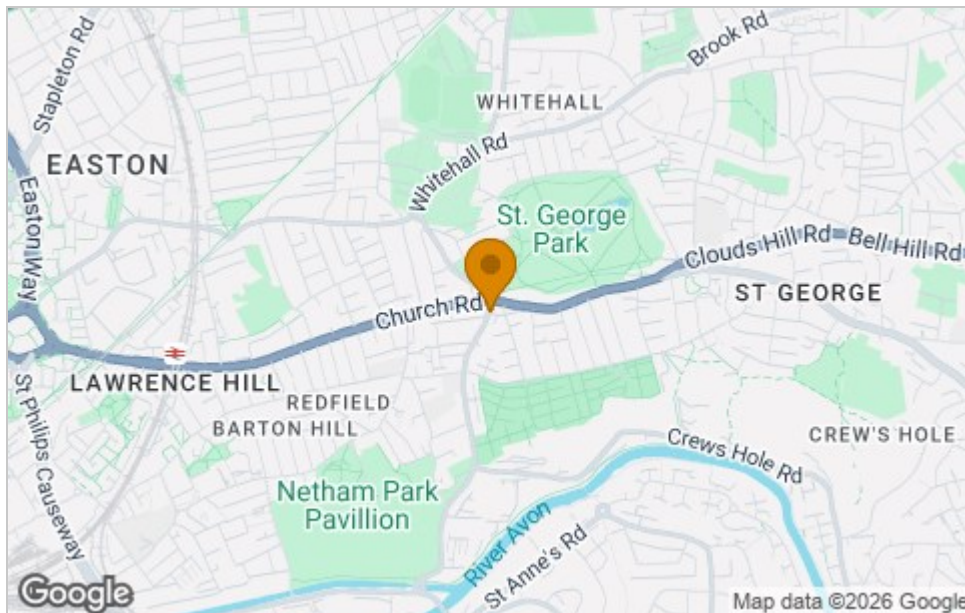 Stapleton Rd
Brook Rd
WHITEHALL
EASTON
Whitehall Rd
Easton Way
St. George
Park
Clouds Hill Rd
Bell Hill Rd
ST GEORGE
Church Rd
LAWRENCE HILL
REDFIELD
BARTON HILL
St Philips Causeway
CREW'S HOLE
Crews Hole Rd
Netham Park
Pavillion
River Avon
St Anne's Rd
Google
Map data ©2026 Google